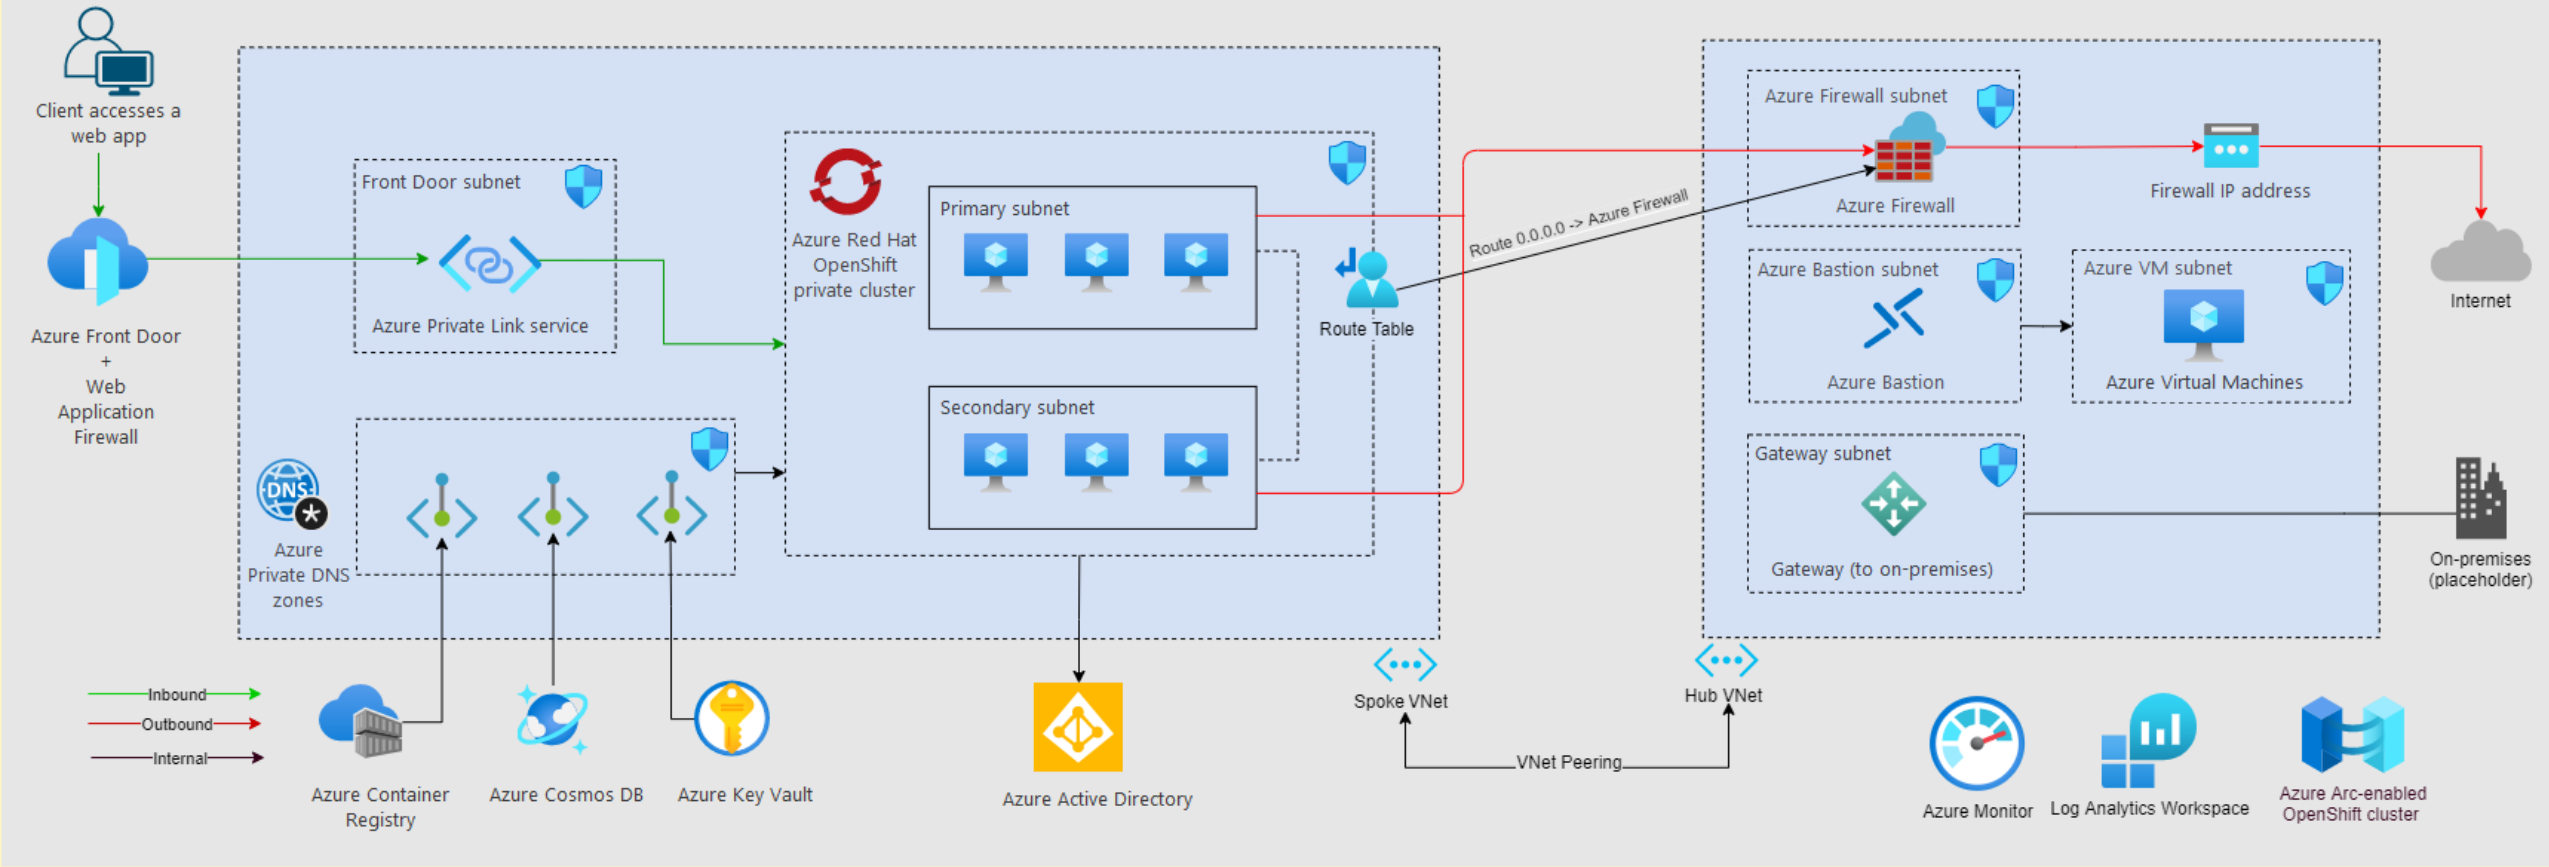 Client accesses a
web app
Azure Front Door
+
Web
Application
Firewall
Front Door subnet
Azure Private Link service
DNS
Azure
Private DNS
zones
Azure Red Hat
OpenShift
private cluster
Primary subnet
Secondary subnet
Route Table
Route 0.0.0.0 -> Azure Firewall
Azure Firewall subnet
Azure Firewall
Firewall IP address
Internet
Azure Bastion subnet
Azure Bastion
Azure VM subnet
Azure Virtual Machines
Gateway subnet
Gateway (to on-premises)
On-premises
(placeholder)
Inbound
Outbound
Internal
Azure Container
Registry
Azure Cosmos DB
Azure Key Vault
Azure Active Directory
Spoke VNet
Hub VNet
VNet Peering
Azure Monitor
Log Analytics Workspace
Azure Arc-enabled
OpenShift cluster